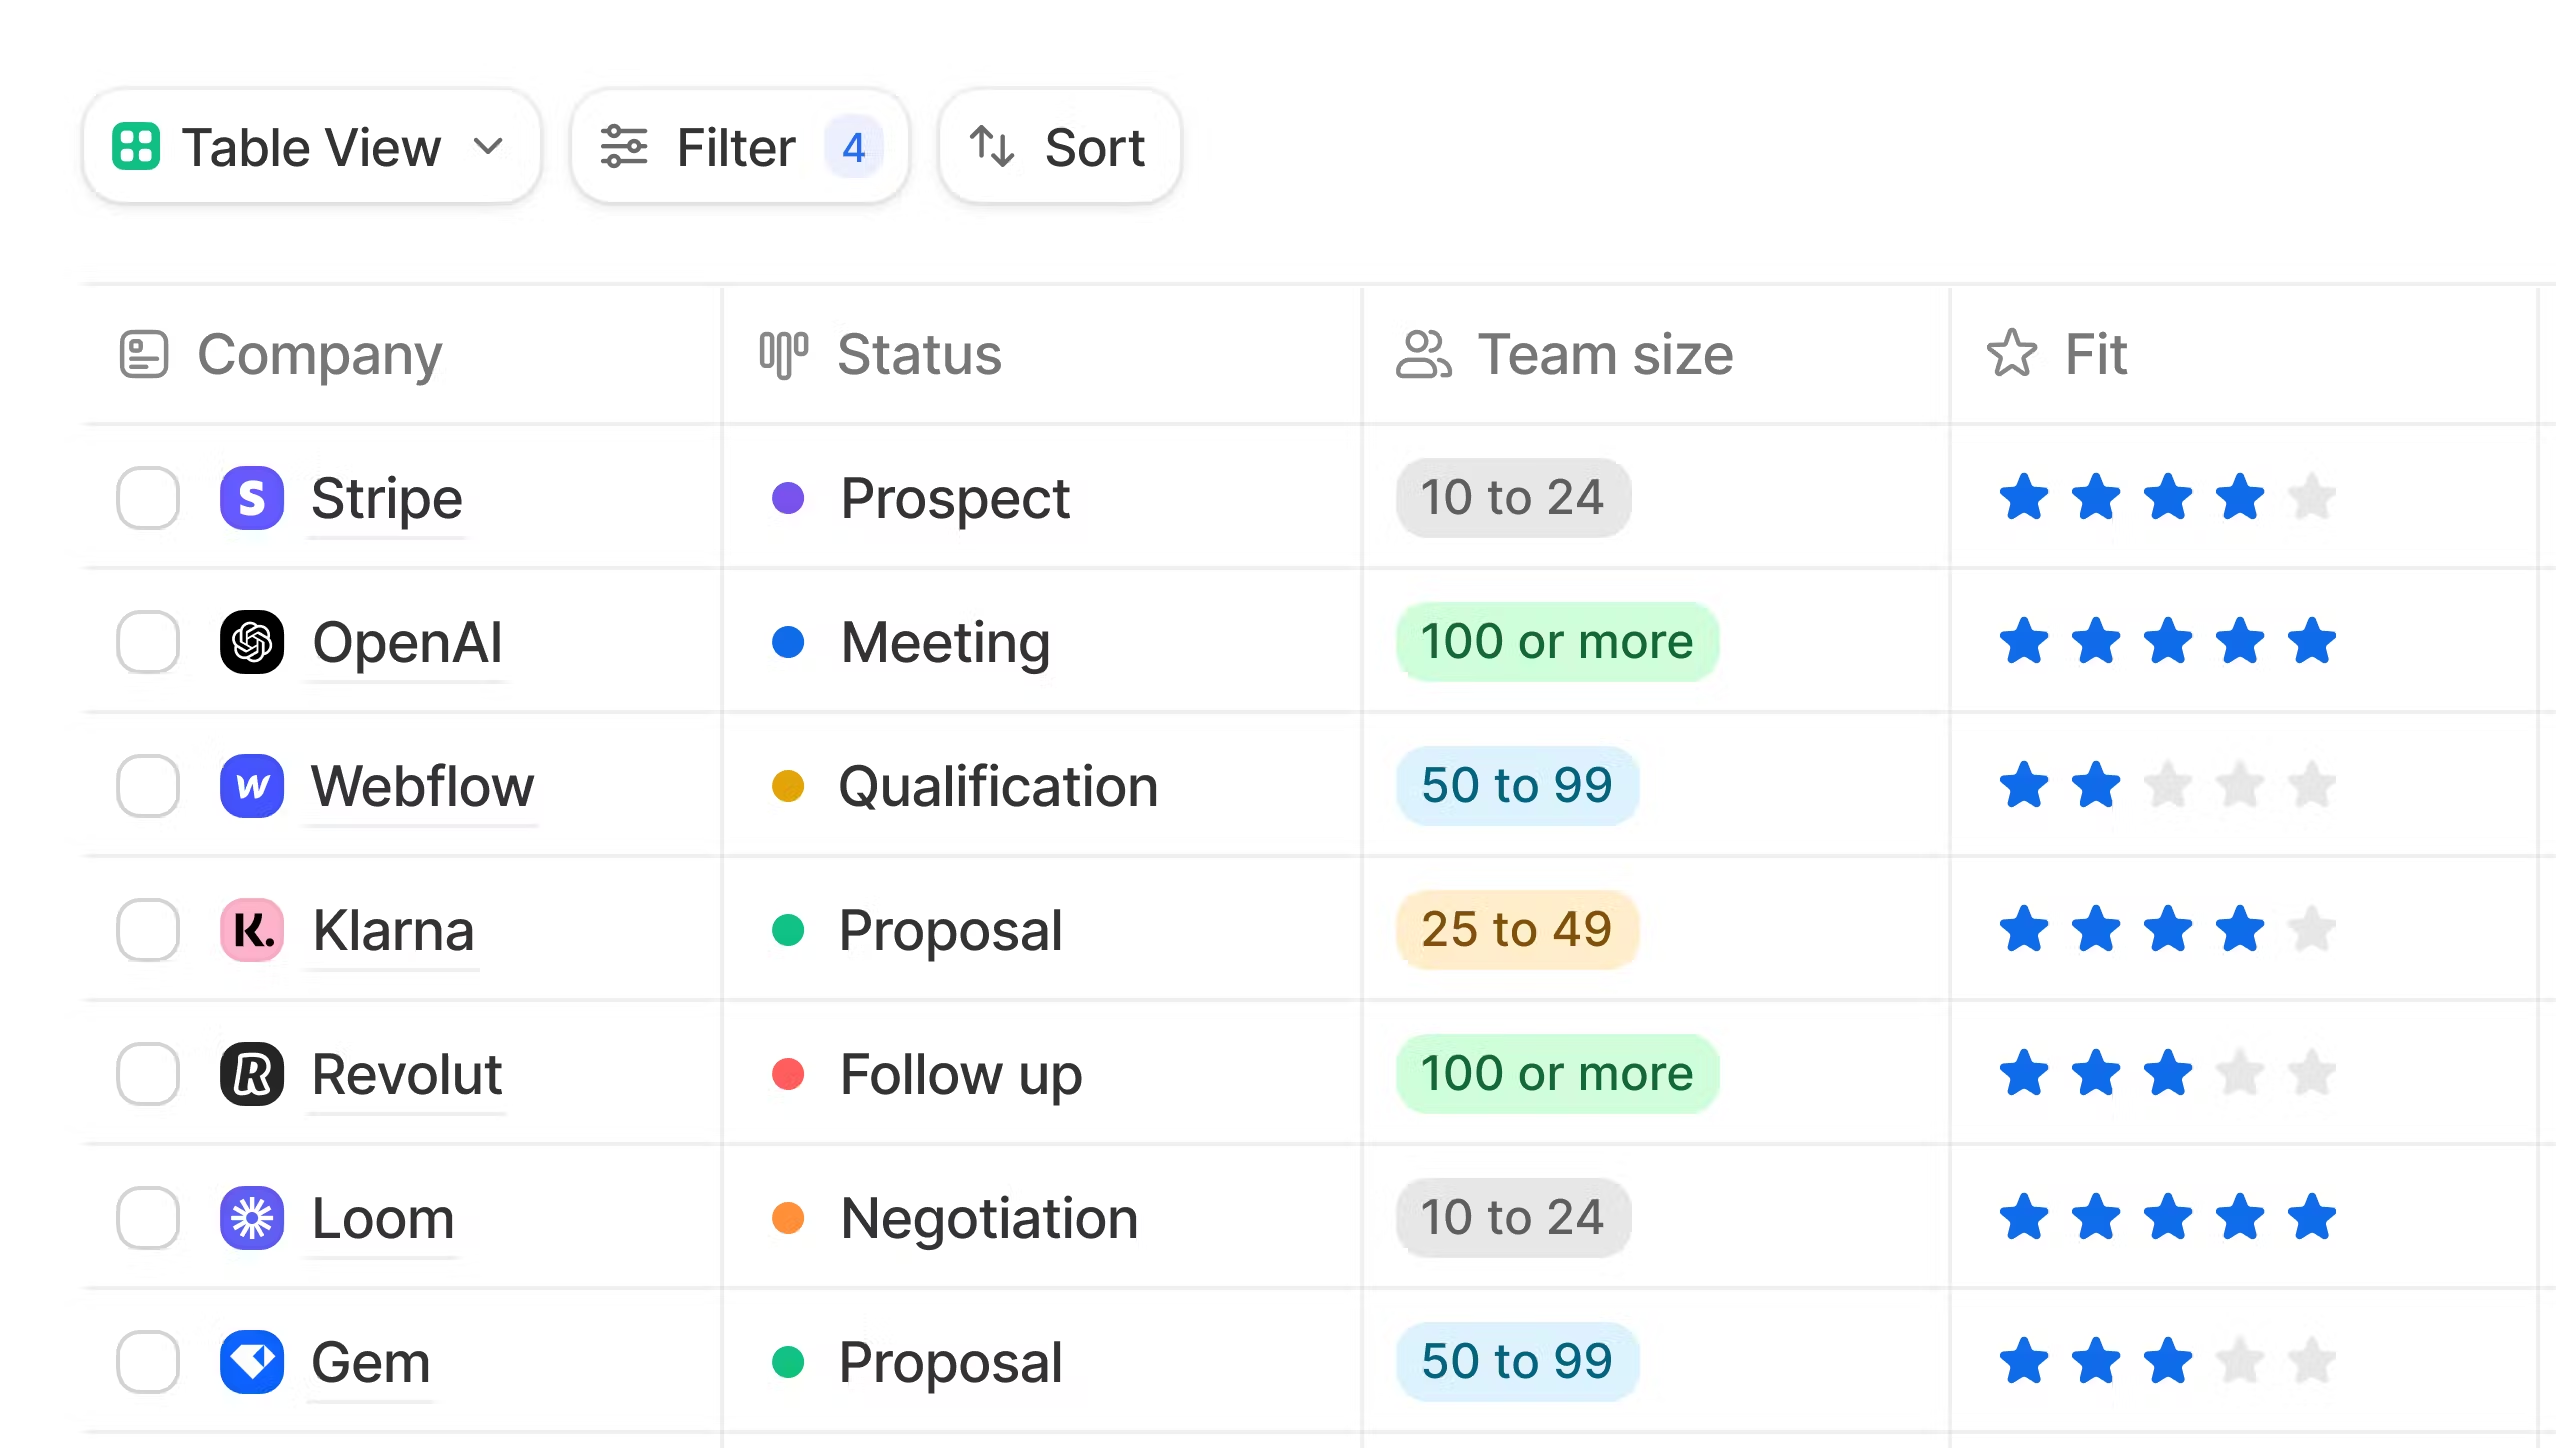 Table View Filter 4 Sort
Company Status Team size Fit
S Stripe Prospect 10 to 24
OpenAI Meeting 100 or more
w Webflow Qualification 50 to 99
K. Klarna Proposal 25 to 49
R Revolut Follow up 100 or more
Loom Negotiation 10 to 24
Gem Proposal 50 to 99